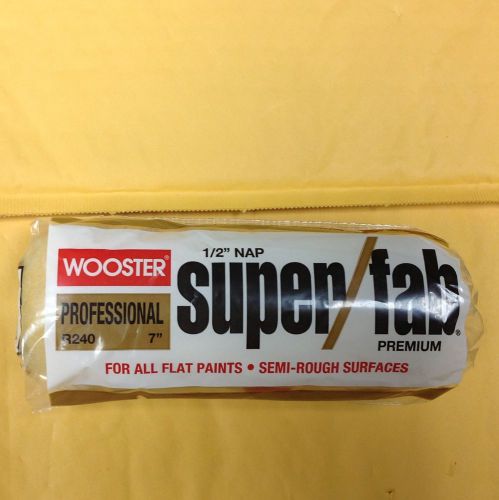 1/2" NAP
WOOSTER®
super/fab®
PROFESSIONAL
R240 7"
PREMIUM
FOR ALL FLAT PAINTS • SEMI-ROUGH SURFACES